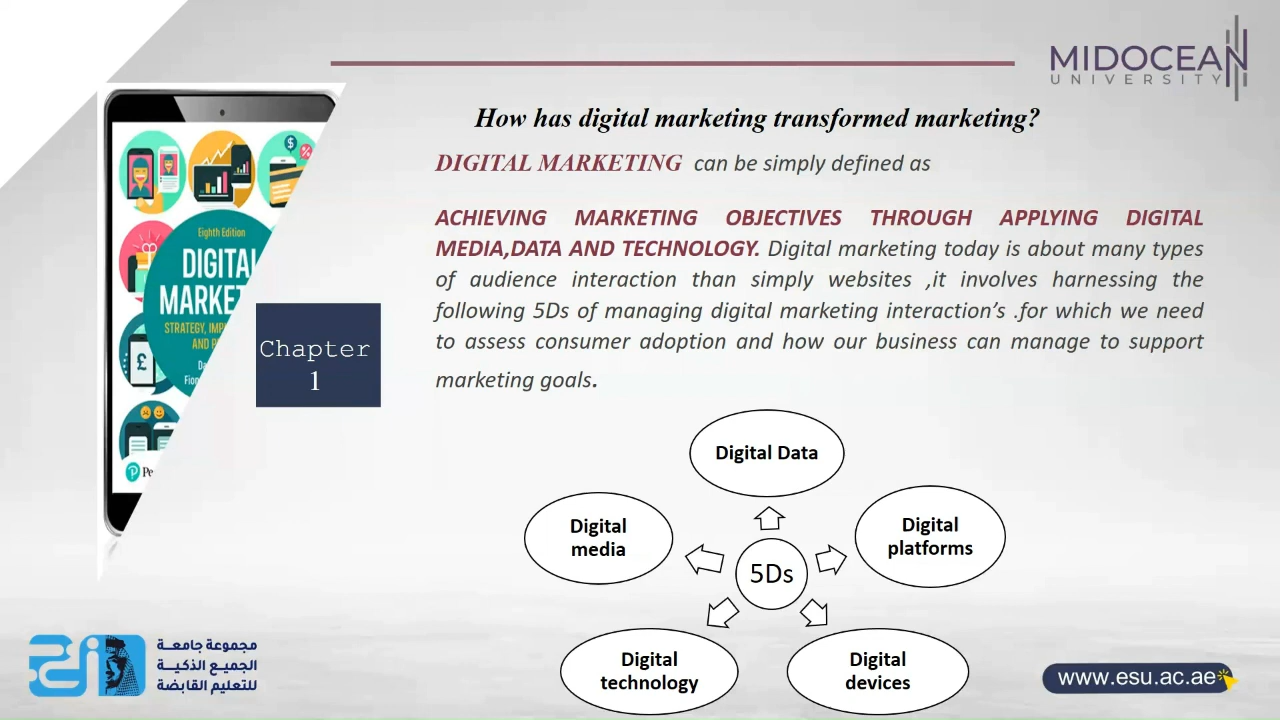 MIDOCEAN
UNIVERSITY
How has digital marketing transformed marketing?
DIGITAL MARKETING can be simply defined as
ACHIEVING MARKETING OBJECTIVES THROUGH APPLYING DIGITAL
MEDIA,DATA AND TECHNOLOGY. Digital marketing today is about many types
of audience interaction than simply websites ,it involves harnessing the
following 5Ds of managing digital marketing interaction's .for which we need
to assess consumer adoption and how our business can manage to support
marketing goals.
Eighth Edition
DIGITAL
MARKE
STRATEGY, IMP
AND P
Da
Fion
Pe
Chapter
1
Digital Data
Digital
media
Digital
platforms
5Ds
Digital
technology
Digital
devices
مجموعة جامعة
الجميع الذكية
للتعليم القابضة
www.esu.ac.ae